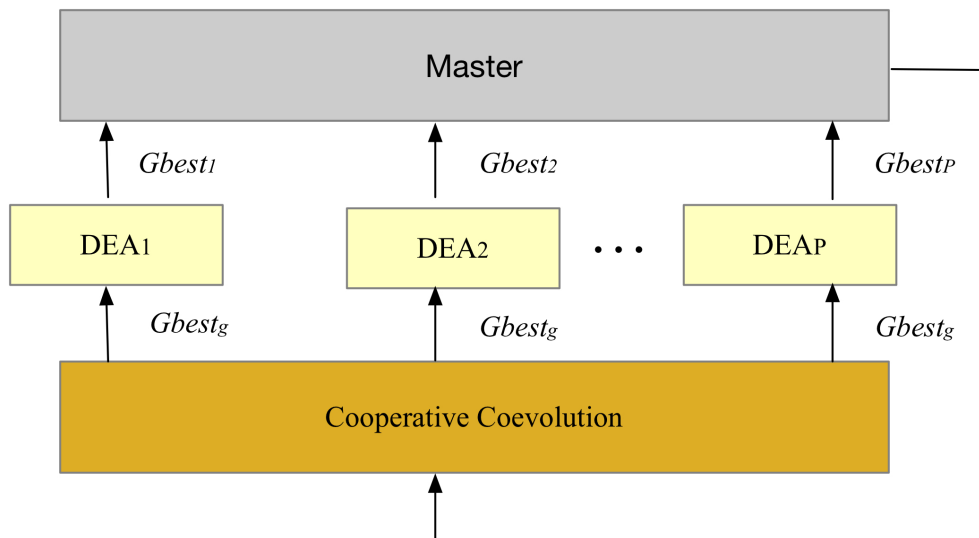 Master
Gbest1 Gbest2 GbestP
DEA1 DEA2 ... DEAP
Gbestg Gbestg Gbestg
Cooperative Coevolution